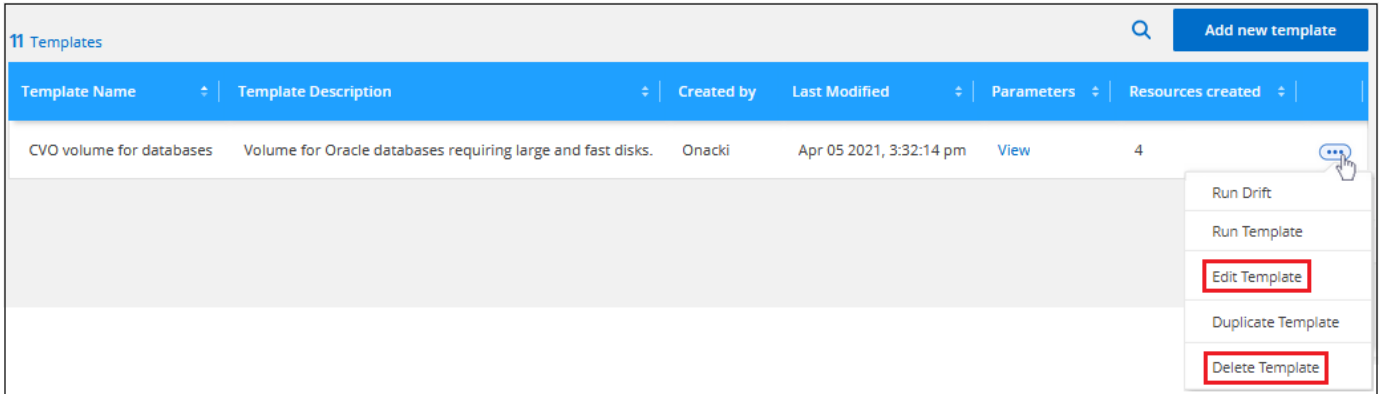 11 Templates
Add new template
Template Name Template Description Created by Last Modified Parameters Resources created
CVO volume for databases Volume for Oracle databases requiring large and fast disks. Onacki Apr 05 2021, 3:32:14 pm View 4
Run Drift
Run Template
Edit Template
Duplicate Template
Delete Template